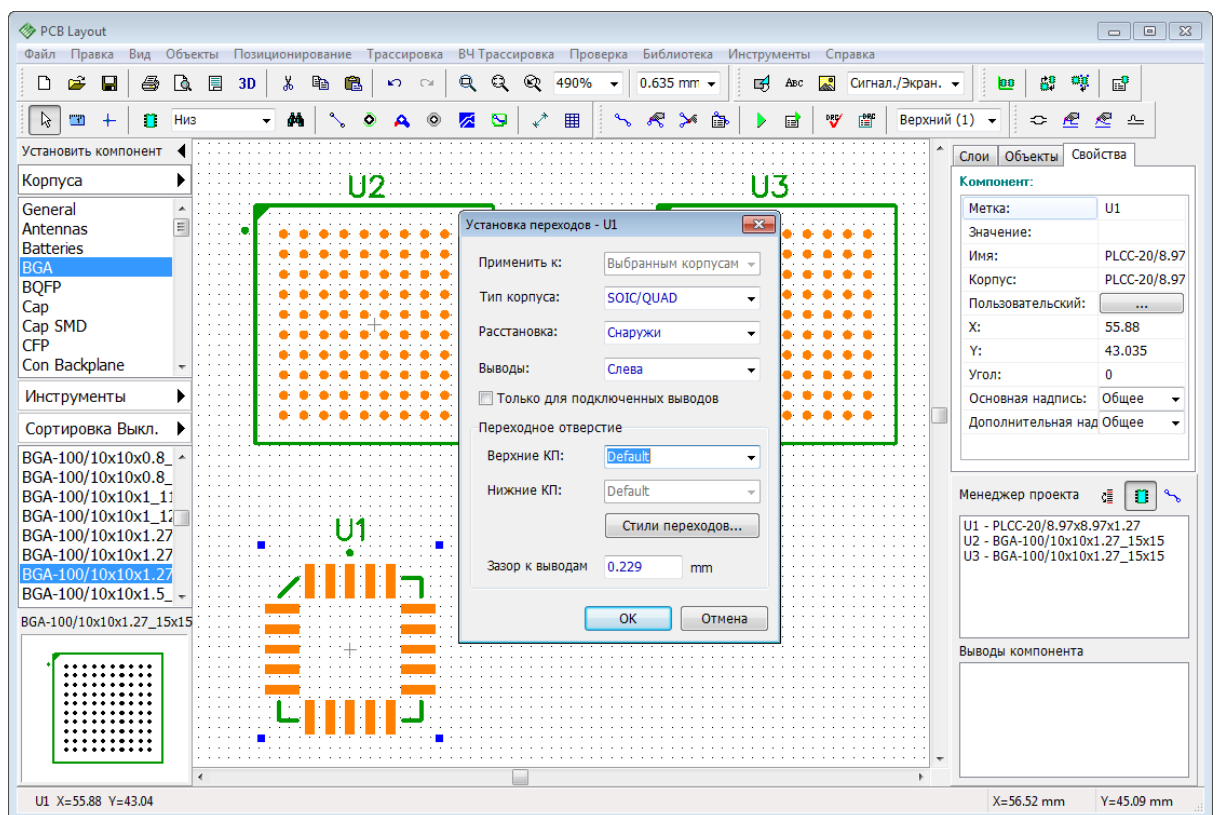 PCB Layout
Файл Правка Вид Объекты Позиционирование Трассировка ВЧ Трассировка Проверка Библиотека Инструменты Справка
3D 490% 0.635 mm ABC Сигнал./Экран.
Низ Верхний (1)
Установить компонент
Корпуса
General
Antennas
Batteries
BGA
BQFP
Cap
Cap SMD
CFP
Con Backplane
Инструменты
Сортировка Выкл.
BGA-100/10x10x0.8_
BGA-100/10x10x0.8_
BGA-100/10x10x1_11
BGA-100/10x10x1_12
BGA-100/10x10x1.27
BGA-100/10x10x1.27
BGA-100/10x10x1.27
BGA-100/10x10x1.5_
BGA-100/10x10x1.27_15x15
U2
U3
U1
Установка переходов - U1
Применить к: Выбранным корпусам
Тип корпуса: SOIC/QUAD
Расстановка: Снаружи
Выводы: Слева
Только для подключенных выводов
Переходное отверстие
Верхние КП: Default
Нижние КП: Default
Стили переходов...
Зазор к выводам 0.229 mm
OK Отмена
Слои Объекты Свойства
Компонент:
Метка: U1
Значение:
Имя: PLCC-20/8.97
Корпус: PLCC-20/8.97
Пользовательский: ...
X: 55.88
Y: 43.035
Угол: 0
Основная надпись: Общее
Дополнительная над Общее
Менеджер проекта
U1 - PLCC-20/8.97x8.97x1.27
U2 - BGA-100/10x10x1.27_15x15
U3 - BGA-100/10x10x1.27_15x15
Выводы компонента
U1 X=55.88 Y=43.04
X=56.52 mm Y=45.09 mm